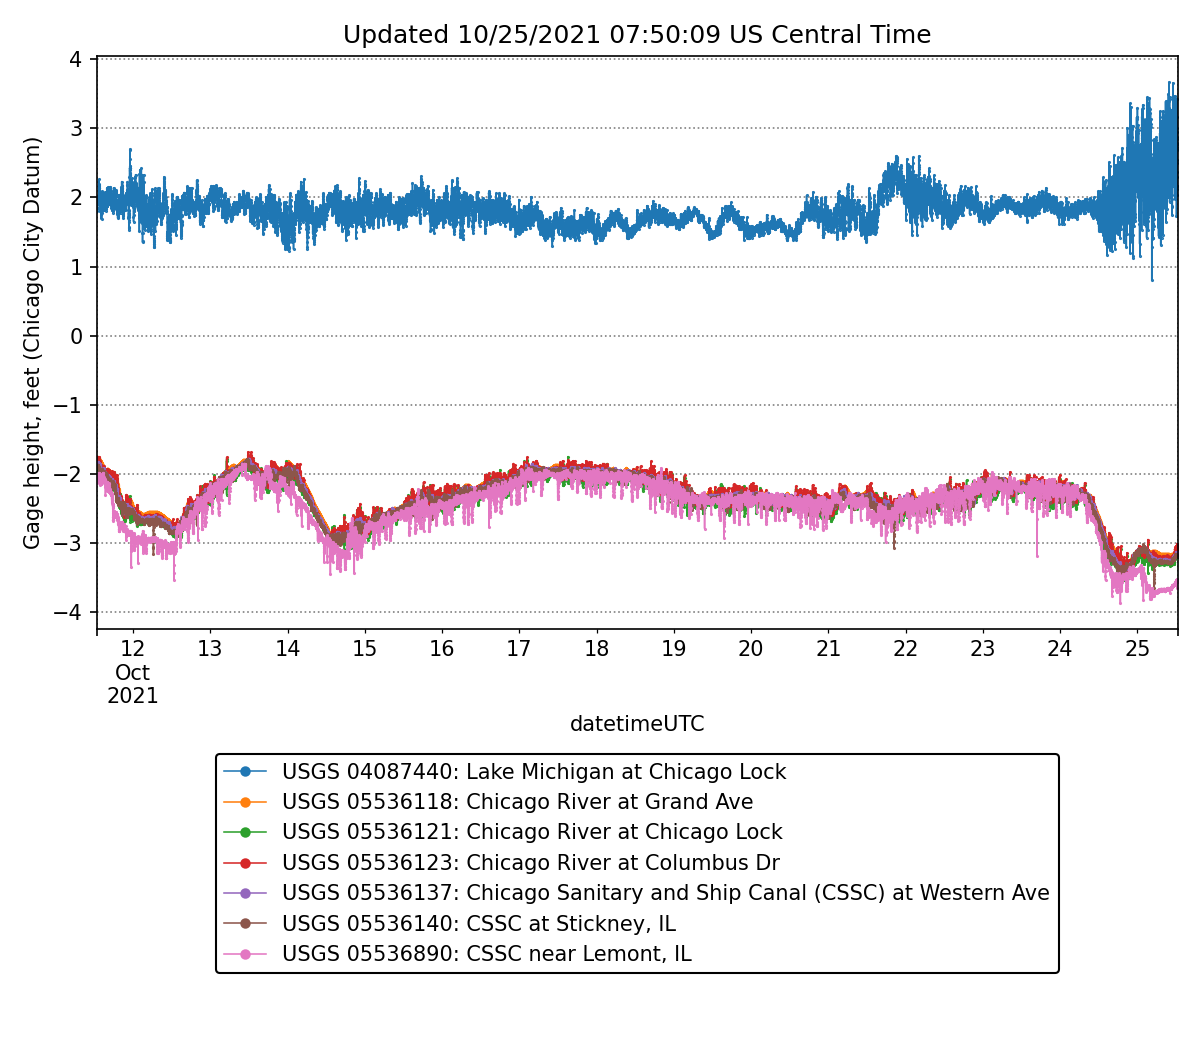 Updated 10/25/2021 07:50:09 US Central Time
Gage height, feet (Chicago City Datum)
4
3
2
1
0
−1
−2
−3
−4
12 13 14 15 16 17 18 19 20 21 22 23 24 25
Oct
2021
datetimeUTC
USGS 04087440: Lake Michigan at Chicago Lock
USGS 05536118: Chicago River at Grand Ave
USGS 05536121: Chicago River at Chicago Lock
USGS 05536123: Chicago River at Columbus Dr
USGS 05536137: Chicago Sanitary and Ship Canal (CSSC) at Western Ave
USGS 05536140: CSSC at Stickney, IL
USGS 05536890: CSSC near Lemont, IL